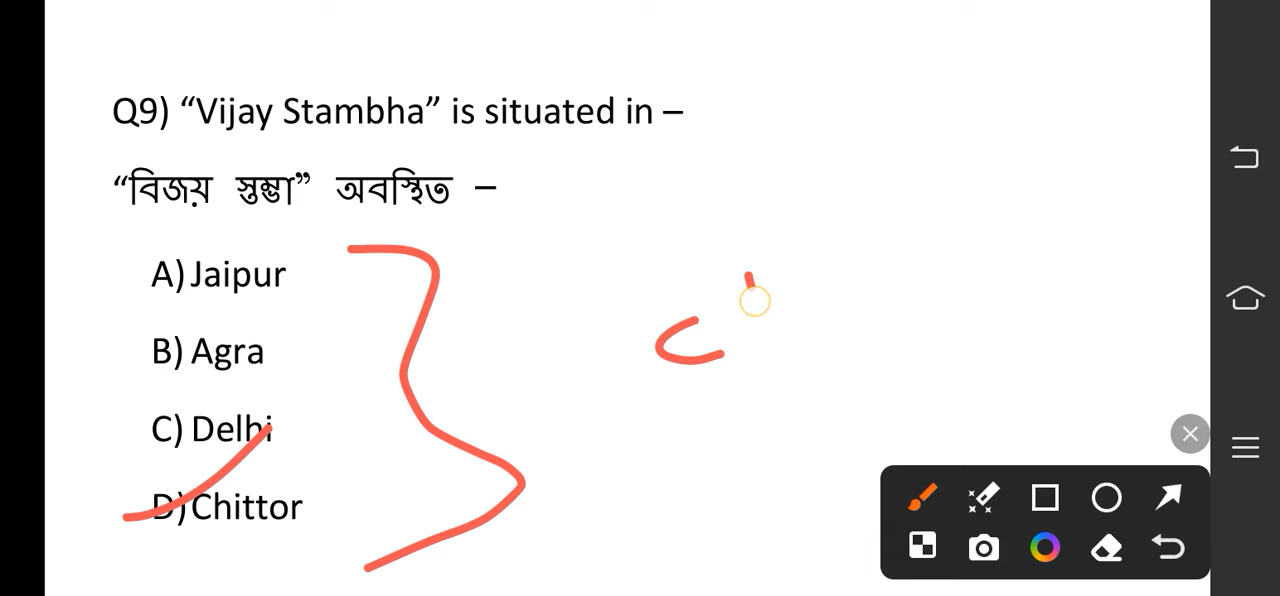 Q9) “Vijay Stambha” is situated in –
“বিজয় স্তম্ভা” অবস্থিত –
A) Jaipur
B) Agra
C) Delhi
D) Chittor